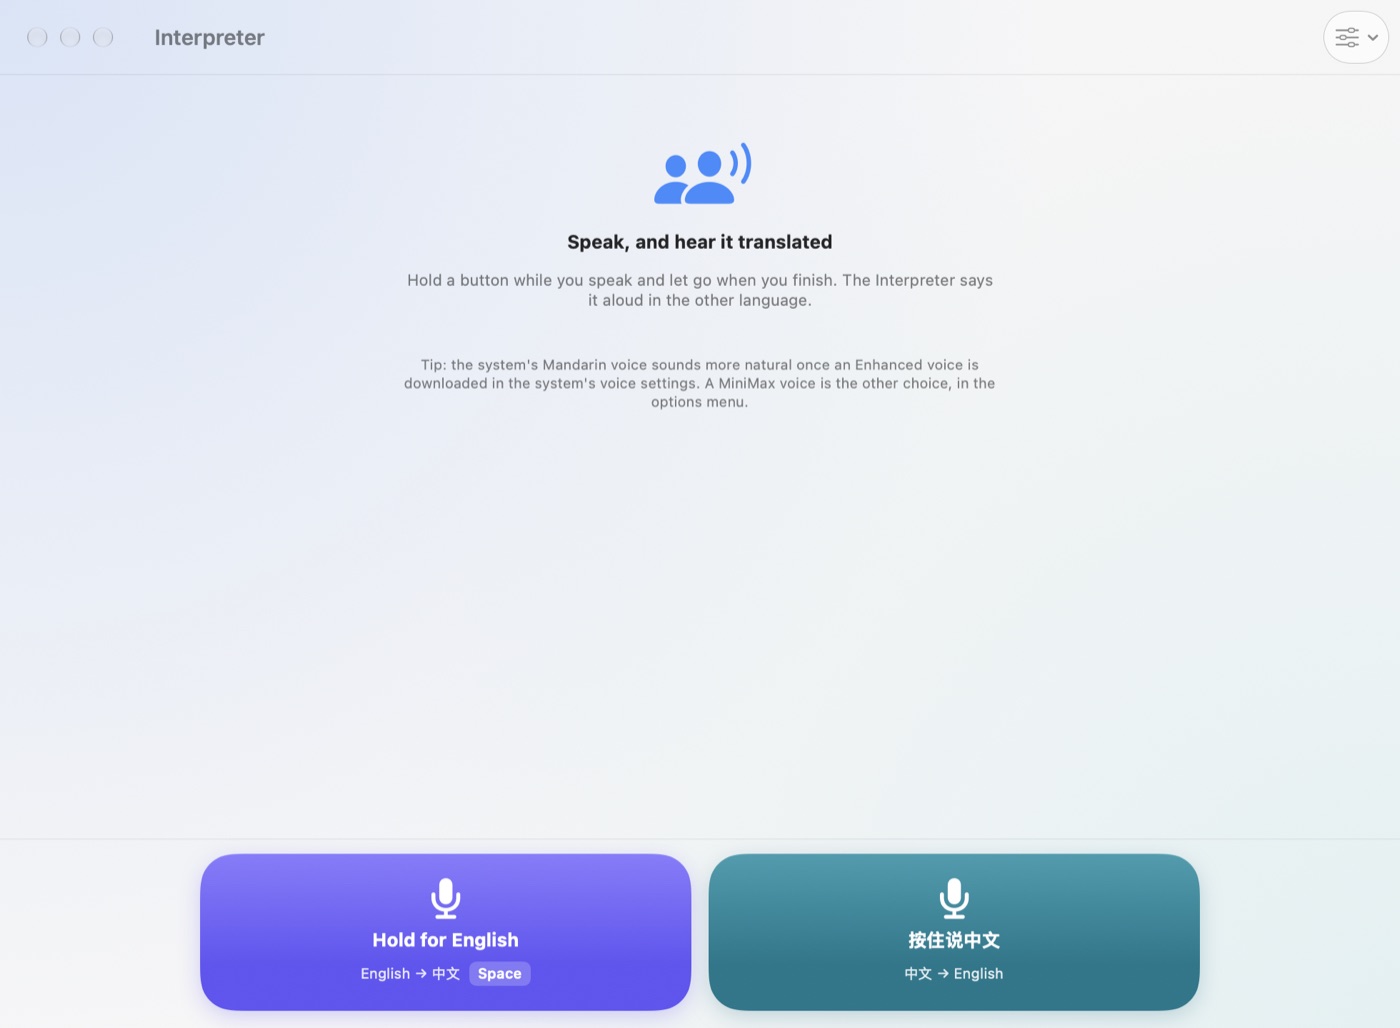 Interpreter
Speak, and hear it translated
Hold a button while you speak and let go when you finish. The Interpreter says
it aloud in the other language.
Tip: the system's Mandarin voice sounds more natural once an Enhanced voice is
downloaded in the system's voice settings. A MiniMax voice is the other choice, in the
options menu.
Hold for English
English → 中文 Space
按住说中文
中文 → English